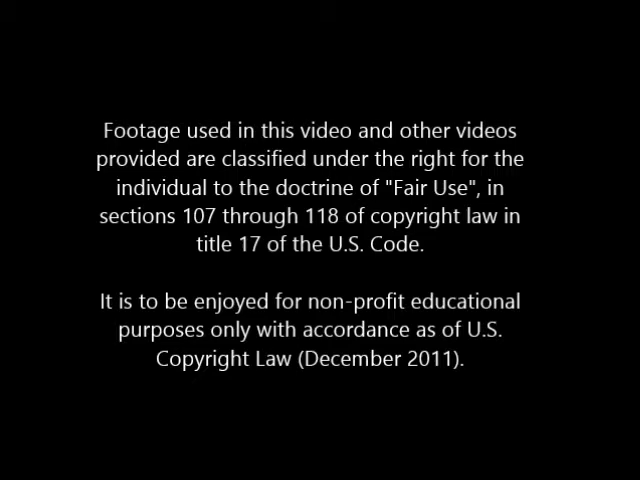 Footage used in this video and other videos
provided are classified under the right for the
individual to the doctrine of "Fair Use", in
sections 107 through 118 of copyright law in
title 17 of the U.S. Code.
It is to be enjoyed for non-profit educational
purposes only with accordance as of U.S.
Copyright Law (December 2011).